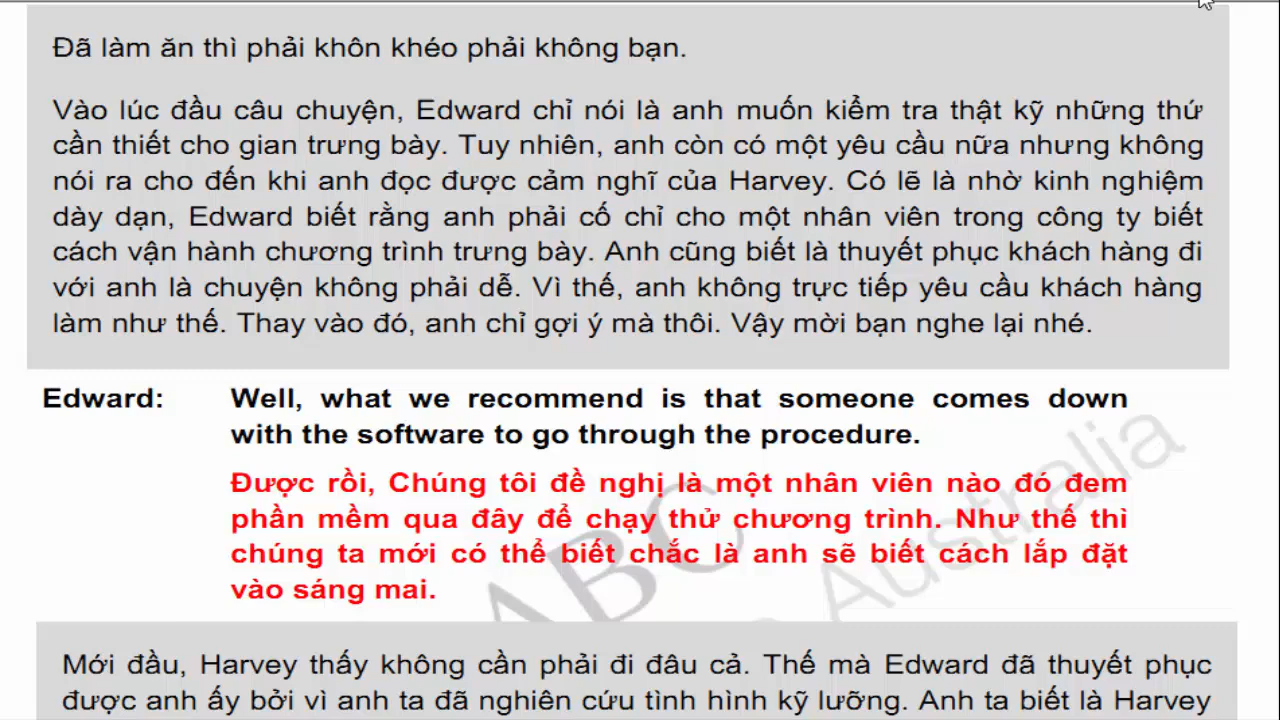 Đã làm ăn thì phải khôn khéo phải không bạn.
Vào lúc đầu câu chuyện, Edward chỉ nói là anh muốn kiểm tra thật kỹ những thứ
cần thiết cho gian trưng bày. Tuy nhiên, anh còn có một yêu cầu nữa nhưng không
nói ra cho đến khi anh đọc được cảm nghĩ của Harvey. Có lẽ là nhờ kinh nghiệm
dày dạn, Edward biết rằng anh phải cố chỉ cho một nhân viên trong công ty biết
cách vận hành chương trình trưng bày. Anh cũng biết là thuyết phục khách hàng đi
với anh là chuyện không phải dễ. Vì thế, anh không trực tiếp yêu cầu khách hàng
làm như thế. Thay vào đó, anh chỉ gợi ý mà thôi. Vậy mời bạn nghe lại nhé.
Edward: Well, what we recommend is that someone comes down
with the software to go through the procedure.
Được rồi, Chúng tôi đề nghị là một nhân viên nào đó đem
phần mềm qua đây để chạy thử chương trình. Như thế thì
chúng ta mới có thể biết chắc là anh sẽ biết cách lắp đặt
vào sáng mai.
ABC
Australia
Mới đầu, Harvey thấy không cần phải đi đâu cả. Thế mà Edward đã thuyết phục
được anh ấy bởi vì anh ta đã nghiên cứu tình hình kỹ lưỡng. Anh ta biết là Harvey